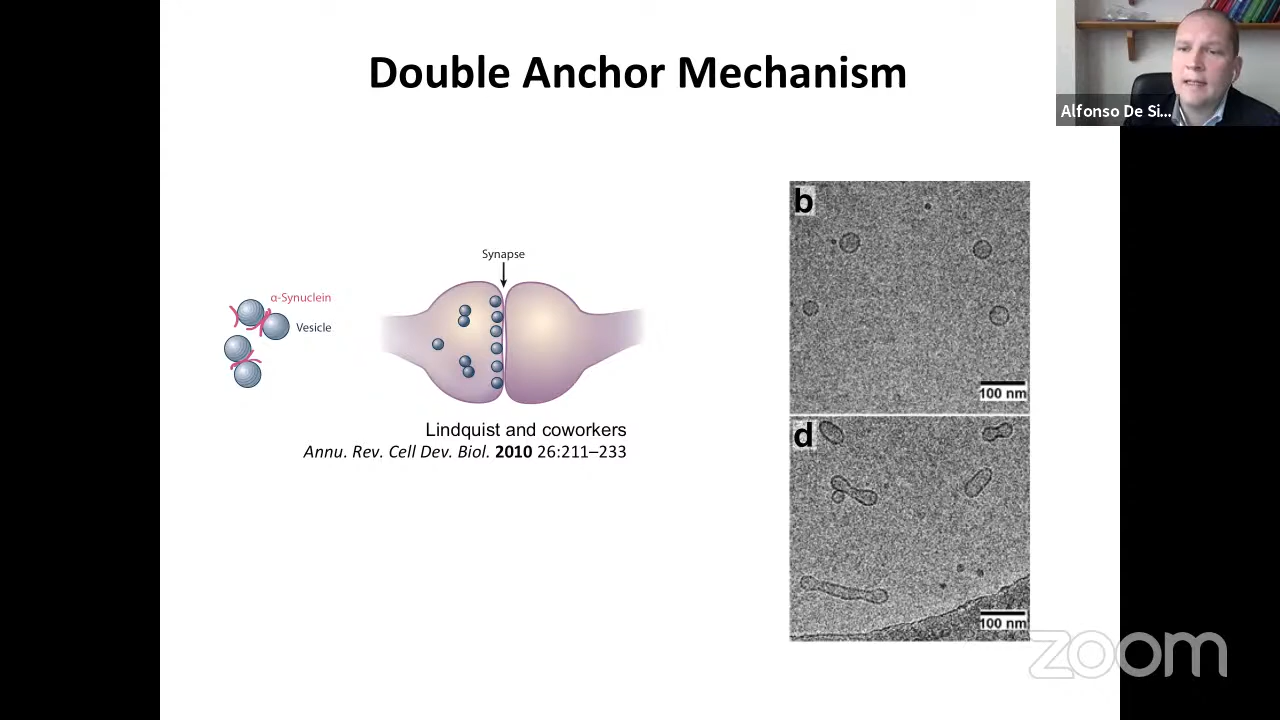 Double Anchor Mechanism
Alfonso De Si...
b
Synapse
α-Synuclein
Vesicle
100 nm
Lindquist and coworkers
Annu. Rev. Cell Dev. Biol. 2010 26:211–233
d
100 nm
zoom